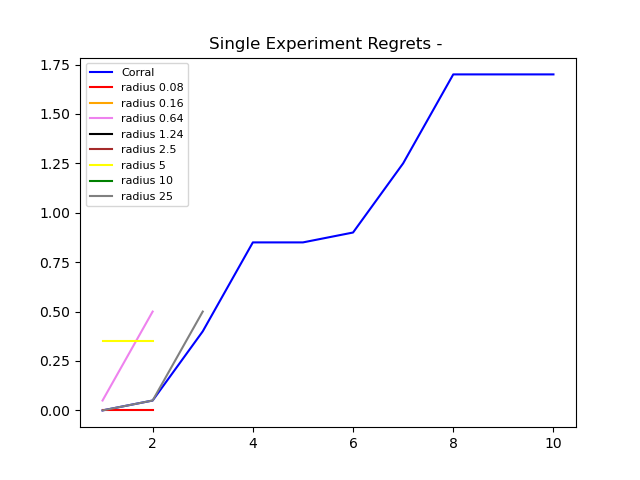 Single Experiment Regrets -
1.75
1.50
1.25
1.00
0.75
0.50
0.25
0.00
Corral
radius 0.08
radius 0.16
radius 0.64
radius 1.24
radius 2.5
radius 5
radius 10
radius 25
2 4 6 8 10